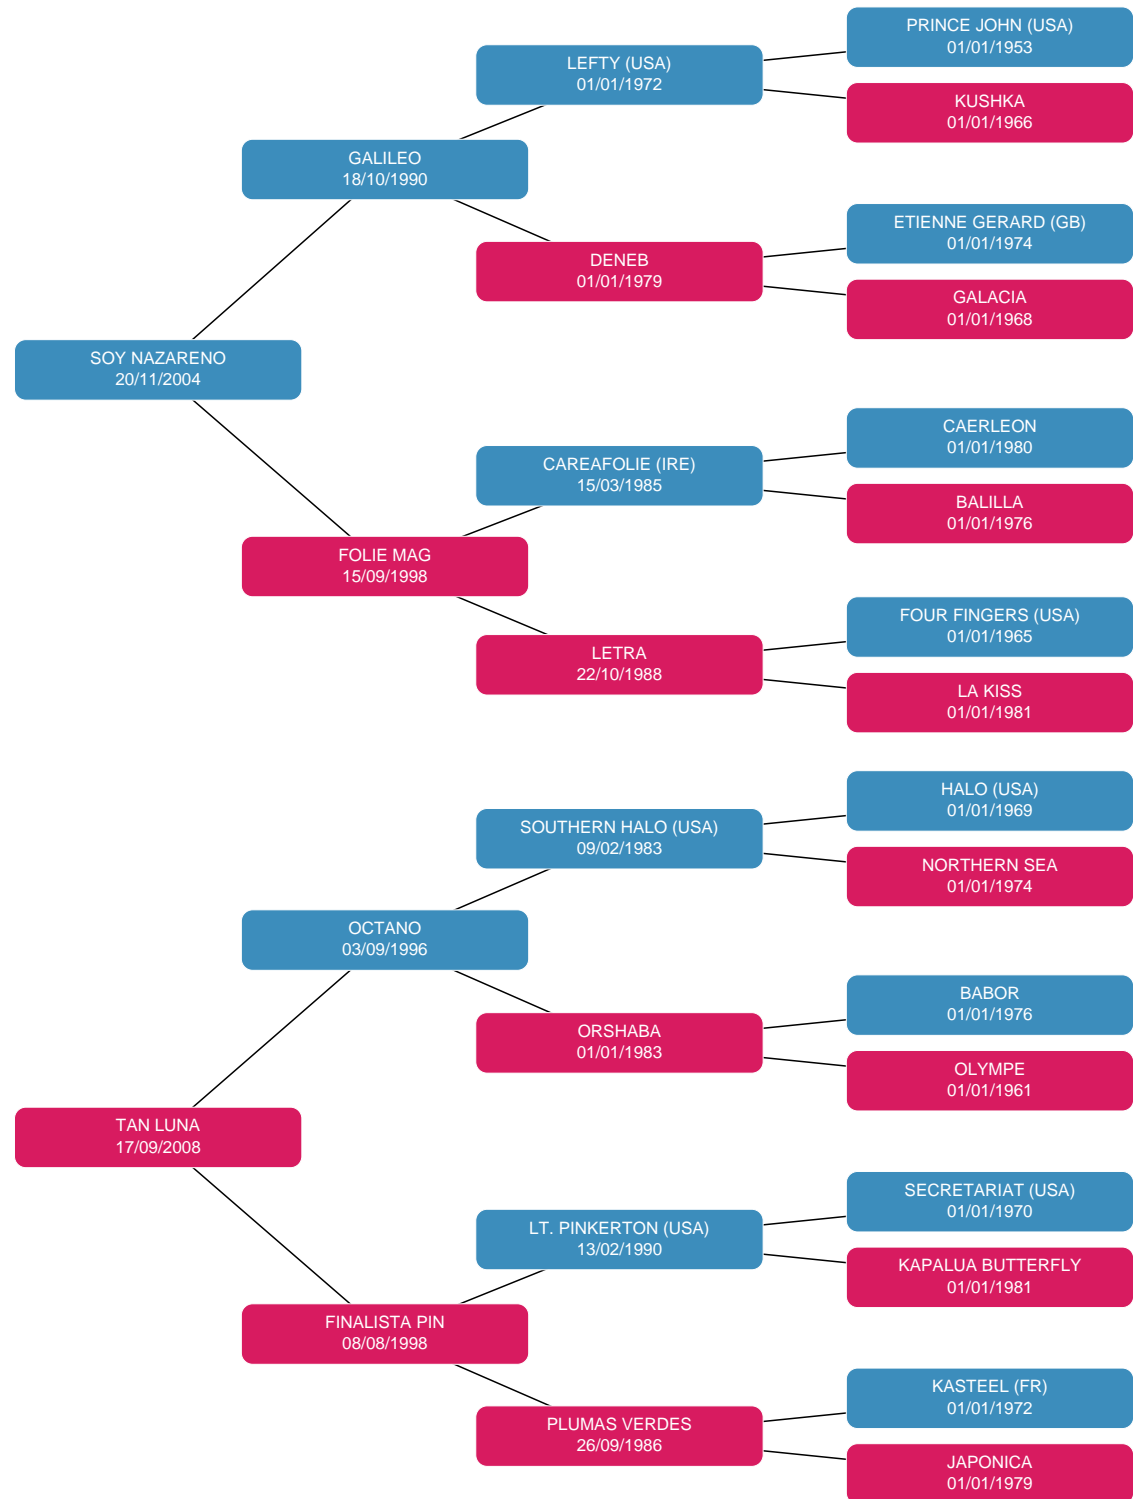 PRINCE JOHN (USA)
01/01/1953
LEFTY (USA)
01/01/1972
KUSHKA
01/01/1966
GALILEO
18/10/1990
ETIENNE GERARD (GB)
01/01/1974
DENEB
01/01/1979
GALACIA
01/01/1968
SOY NAZARENO
20/11/2004
CAERLEON
01/01/1980
CAREAFOLIE (IRE)
15/03/1985
BALILLA
01/01/1976
FOLIE MAG
15/09/1998
FOUR FINGERS (USA)
01/01/1965
LETRA
22/10/1988
LA KISS
01/01/1981
HALO (USA)
01/01/1969
SOUTHERN HALO (USA)
09/02/1983
NORTHERN SEA
01/01/1974
OCTANO
03/09/1996
BABOR
01/01/1976
ORSHABA
01/01/1983
OLYMPE
01/01/1961
TAN LUNA
17/09/2008
SECRETARIAT (USA)
01/01/1970
LT. PINKERTON (USA)
13/02/1990
KAPALUA BUTTERFLY
01/01/1981
FINALISTA PIN
08/08/1998
KASTEEL (FR)
01/01/1972
PLUMAS VERDES
26/09/1986
JAPONICA
01/01/1979